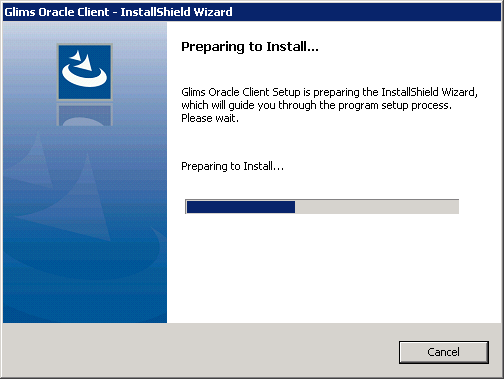 Glims Oracle Client - InstallShield Wizard
Preparing to Install...
Glims Oracle Client Setup is preparing the InstallShield Wizard,
which will guide you through the program setup process.
Please wait.
Preparing to Install...
Cancel